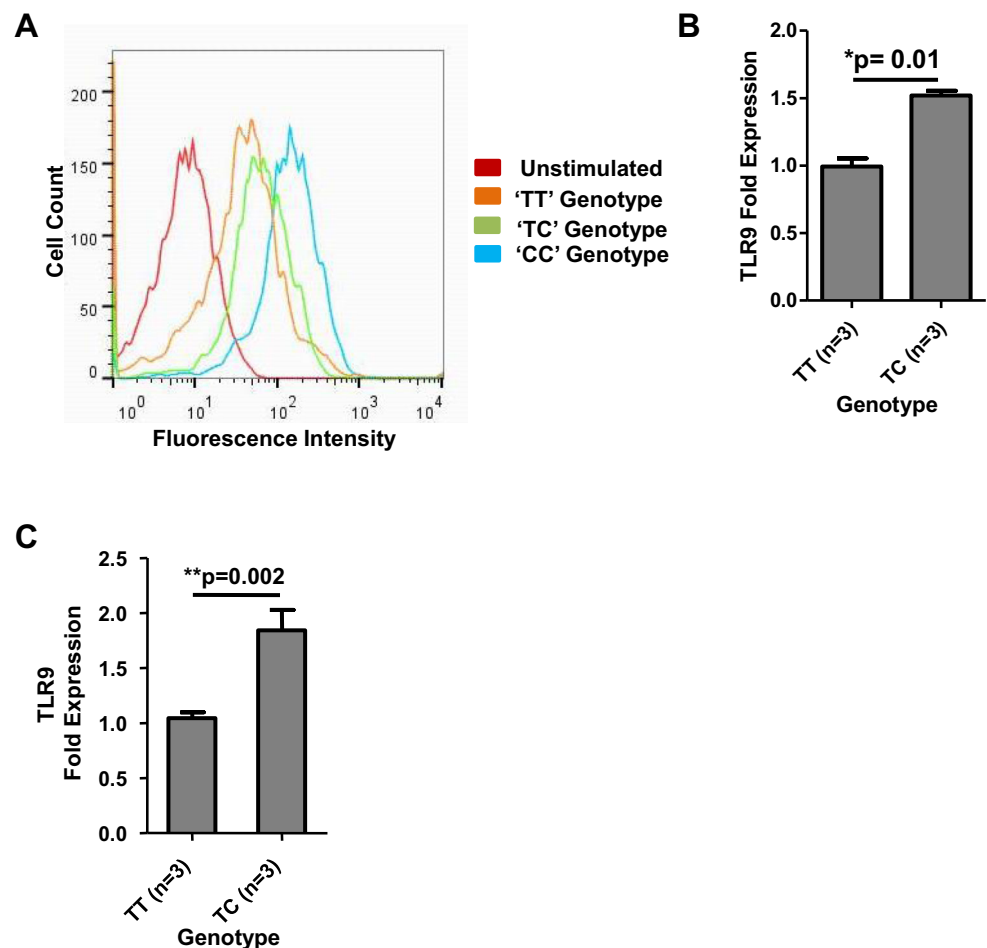 A
200
150
100
50
0
Cell Count
10^0 10^1 10^2 10^3 10^4
Fluorescence Intensity
Unstimulated
‘TT’ Genotype
‘TC’ Genotype
‘CC’ Genotype
B
2.0
1.5
1.0
0.5
0.0
TLR9 Fold Expression
*p= 0.01
TT (n=3)
TC (n=3)
Genotype
C
2.5
2.0
1.5
1.0
0.5
0.0
TLR9
Fold Expression
**p=0.002
TT (n=3)
TC (n=3)
Genotype